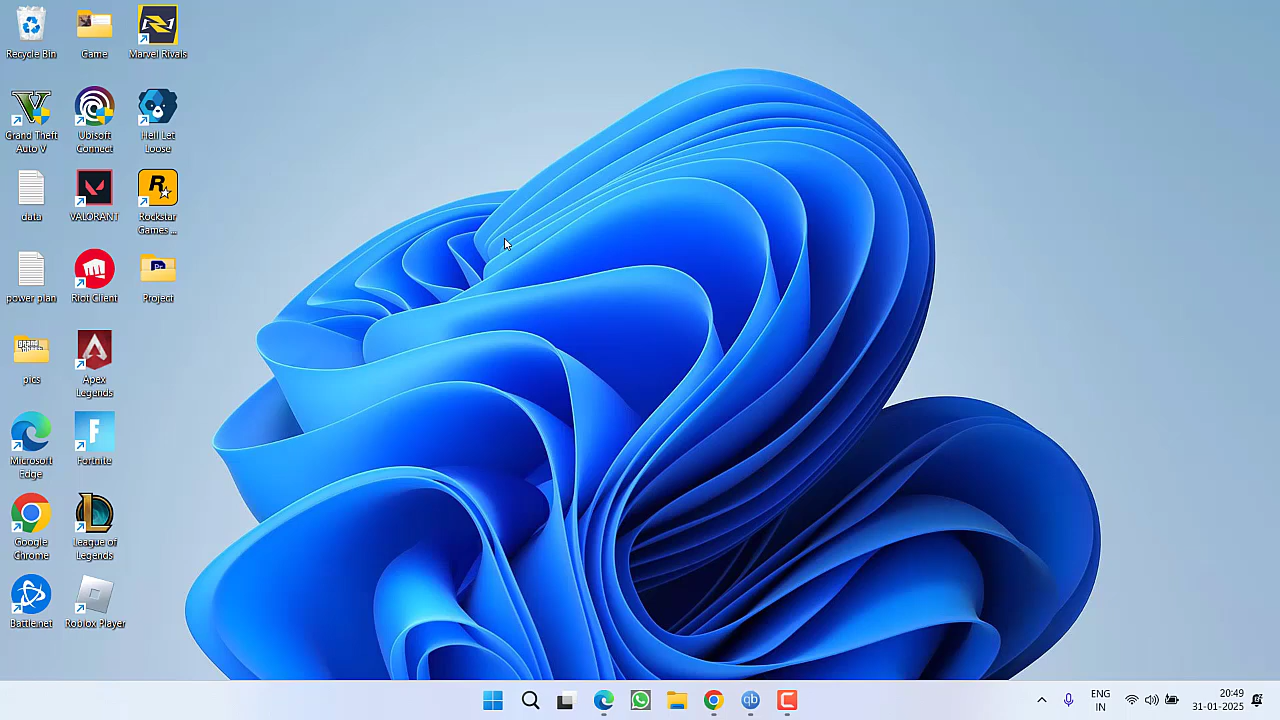 Recycle Bin
Game
Marvel Rivals
Grand Theft
Auto V
Ubisoft
Connect
Hell Let
Loose
data
VALORANT
Rockstar
Games ...
power plan
Riot Client
Project
pics
Apex
Legends
Microsoft
Edge
Fortnite
Google
Chrome
League of
Legends
Battle.net
Roblox Player
ENG
IN
20:49
31-01-2025